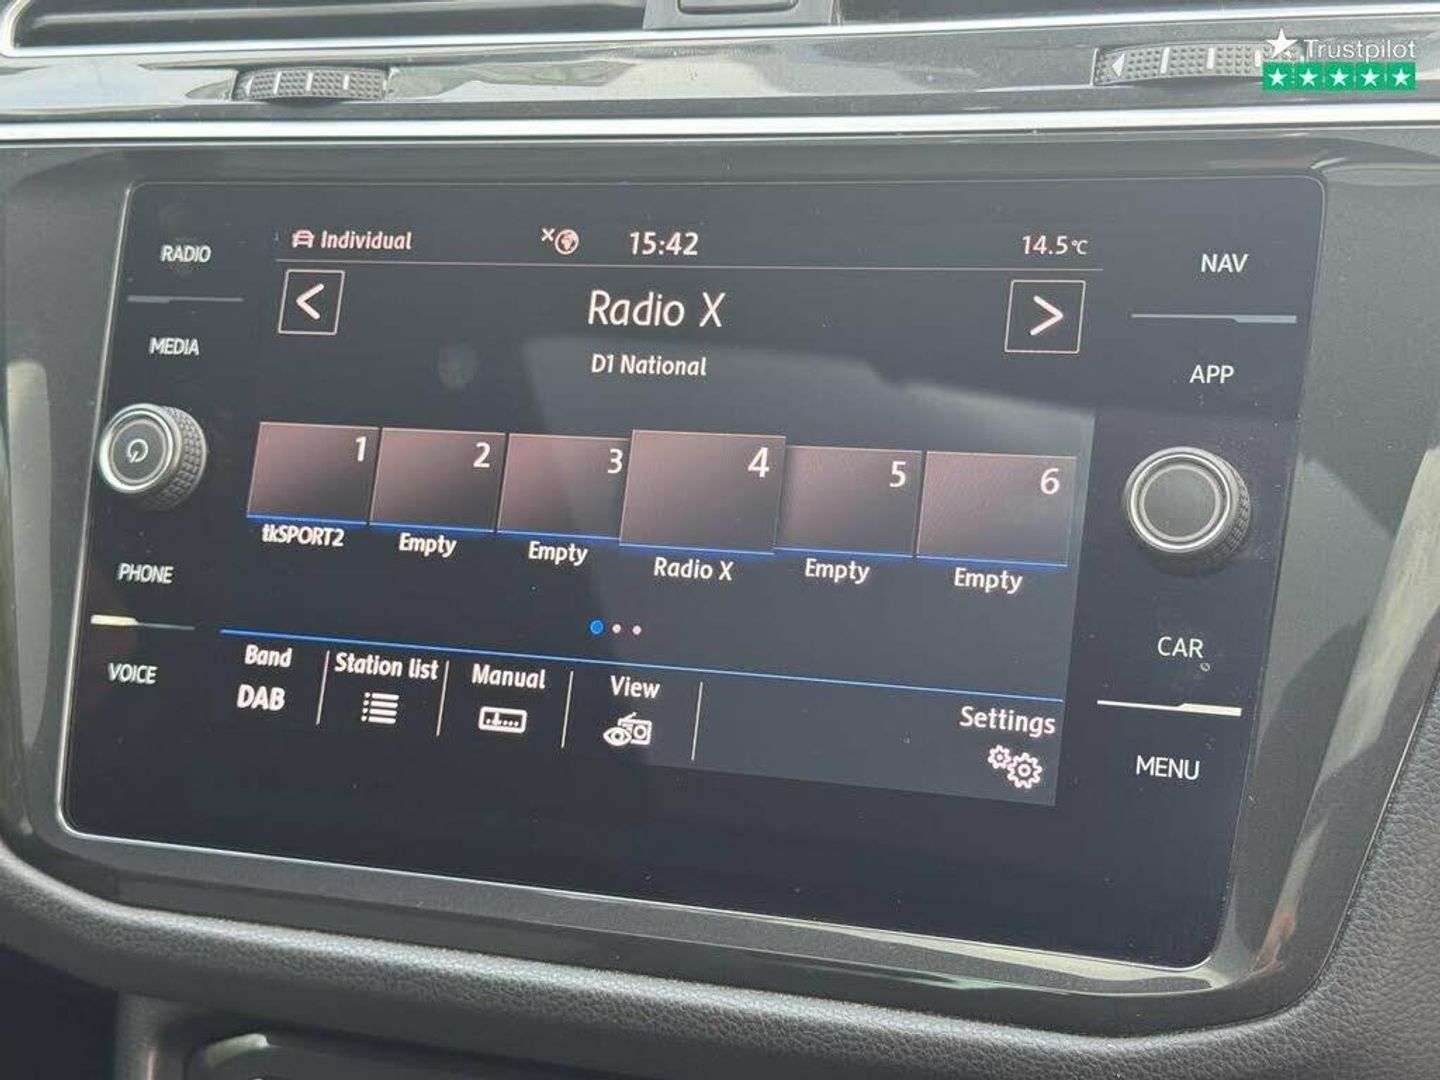 Trustpilot
RADIO
MEDIA
PHONE
VOICE
Individual
15:42
14.5°C
<
Radio X
>
D1 National
1
2
3
4
5
6
tkSPORT2
Empty
Empty
Radio X
Empty
Empty
Band
DAB
Station list
Manual
View
Settings
NAV
APP
CAR
MENU